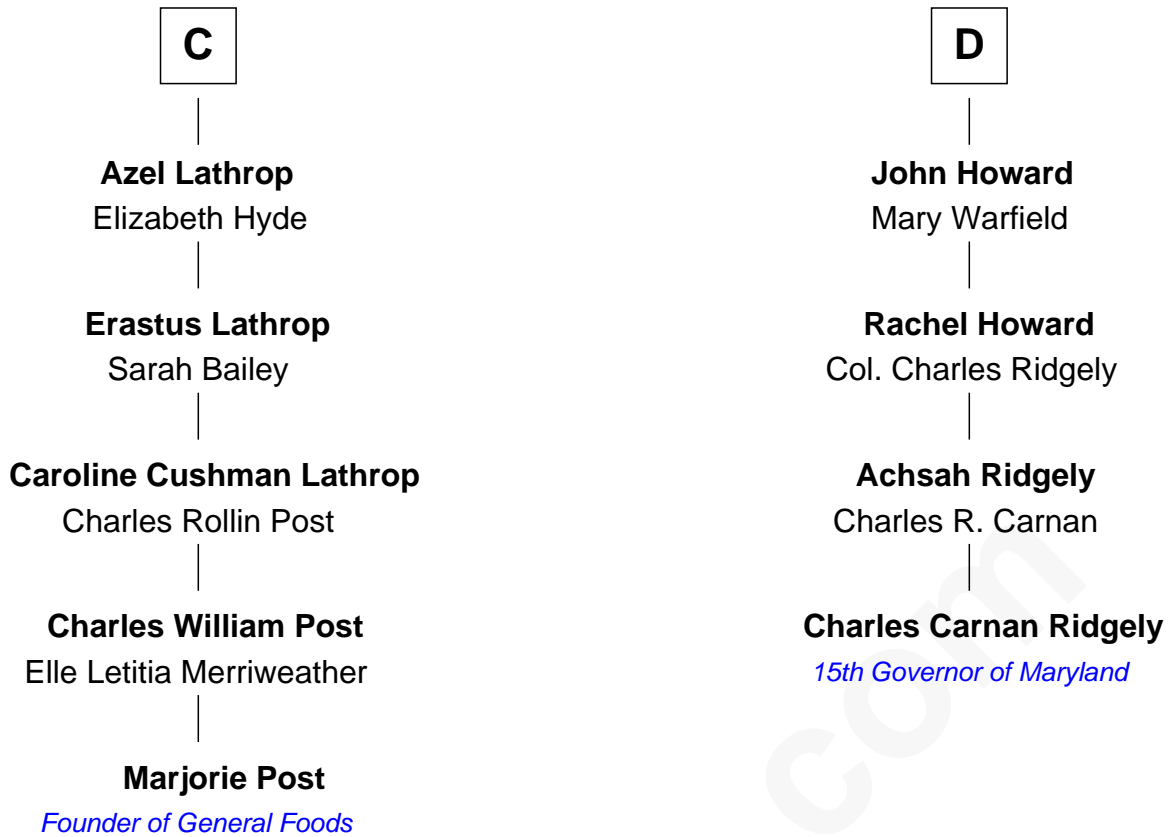 C
Azel Lathrop
Elizabeth Hyde
Erastus Lathrop
Sarah Bailey
Caroline Cushman Lathrop
Charles Rollin Post
Charles William Post
Elle Letitia Merriweather
Marjorie Post
Founder of General Foods
D
John Howard
Mary Warfield
Rachel Howard
Col. Charles Ridgely
Achsah Ridgely
Charles R. Carnan
Charles Carnan Ridgely
15th Governor of Maryland
com